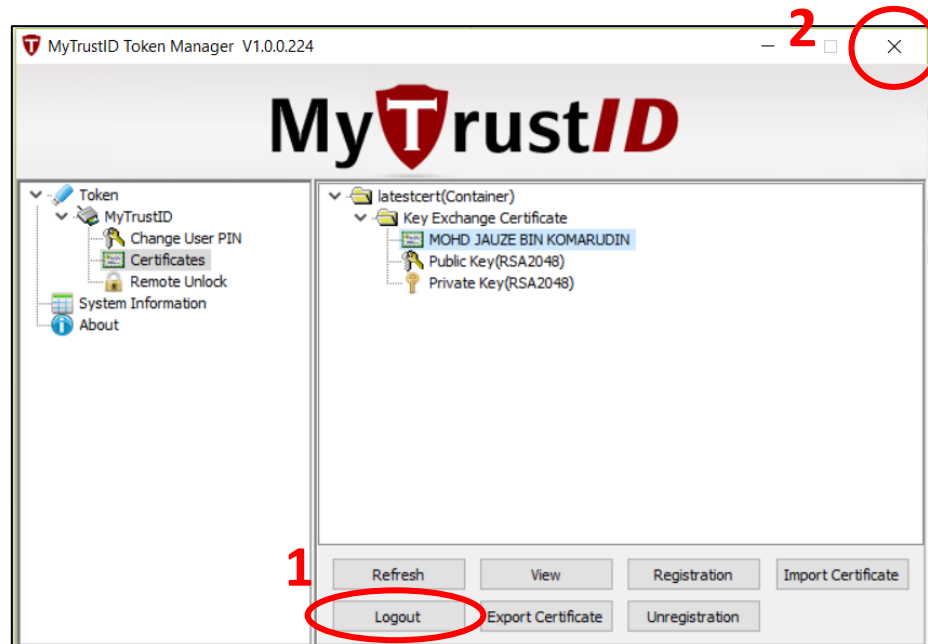 2
MyTrustID Token Manager V1.0.0.224
MyTrustID
Token
MyTrustID
Change User PIN
Certificates
Remote Unlock
System Information
About
latestcert(Container)
Key Exchange Certificate
MOHD JAUZE BIN KOMARUDIN
Public Key(RSA2048)
Private Key(RSA2048)
1
Refresh View Registration Import Certificate
Logout Export Certificate Unregistration